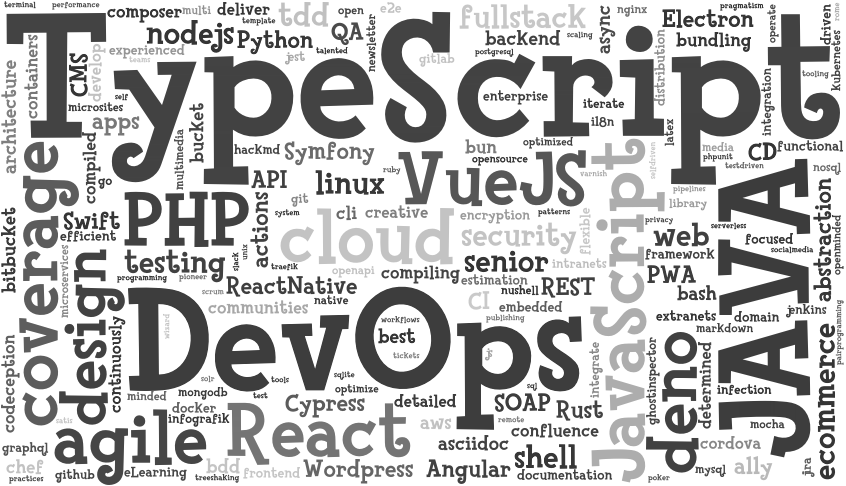 terminal
performance
composer
multi
deliver
template
tdd
open
e2e
fullstack
nginx
pragmatism
operate
driven
rome
nodejs
Python
talented
QA
newsletter
backend
scaling
async
Electron
bundling
kubernetes
experienced
teams
jest
gitlab
postgresql
distribution
TypeScript
containers
CMS
develop
self
microsites
enterprise
iterate
i18n
integration
tooling
architecture
apps
bucket
multimedia
hackmd
Symfony
bun
optimized
opensource
latex
media
phpunit
testdriven
CD
functional
compiled
go
API
ruby
linux
VueJS
varnish
selfdriven
pipelines
library
nosql
coverage
bitbucket
Swift
efficient
PHP
actions
git
system
cli
creative
encryption
patterns
flexible
JavaScript
privacy
serverless
JAVA
abstraction
openminded
microservices
design
testing
programming
pioneer
slack
unix
cloud
traefik
openapi
security
compiling
senior
intranets
web
framework
focused
socialmedia
scrum
ReactNative
native
communities
estimation
nushell
REST
CI
embedded
publishing
PWA
bash
extranets
domain
jenkins
markdown
pairprogramming
codeception
continuously
wizard
DevOps
workflows
best
tickets
js
integrate
ghostinspector
deno
determined
infection
ecommerce
minded
solr
mongodb
test
tools
sqlite
optimize
detailed
sql
SOAP
Rust
docker
infografik
Cypress
aws
remote
confluence
mocha
satis
agile
React
asciidoc
shell
cordova
graphql
chef
practices
github
eLearning
bdd
treeshaking
frontend
Wordpress
Angular
documentation
poker
mysql
ally
jira